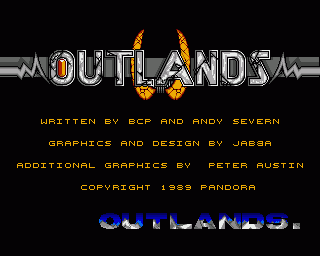 OUTLANDS
WRITTEN BY BCP AND ANDY SEVERN
GRAPHICS AND DESIGN BY JABBA
ADDITIONAL GRAPHICS BY PETER AUSTIN
COPYRIGHT 1989 PANDORA
OUTLANDS.